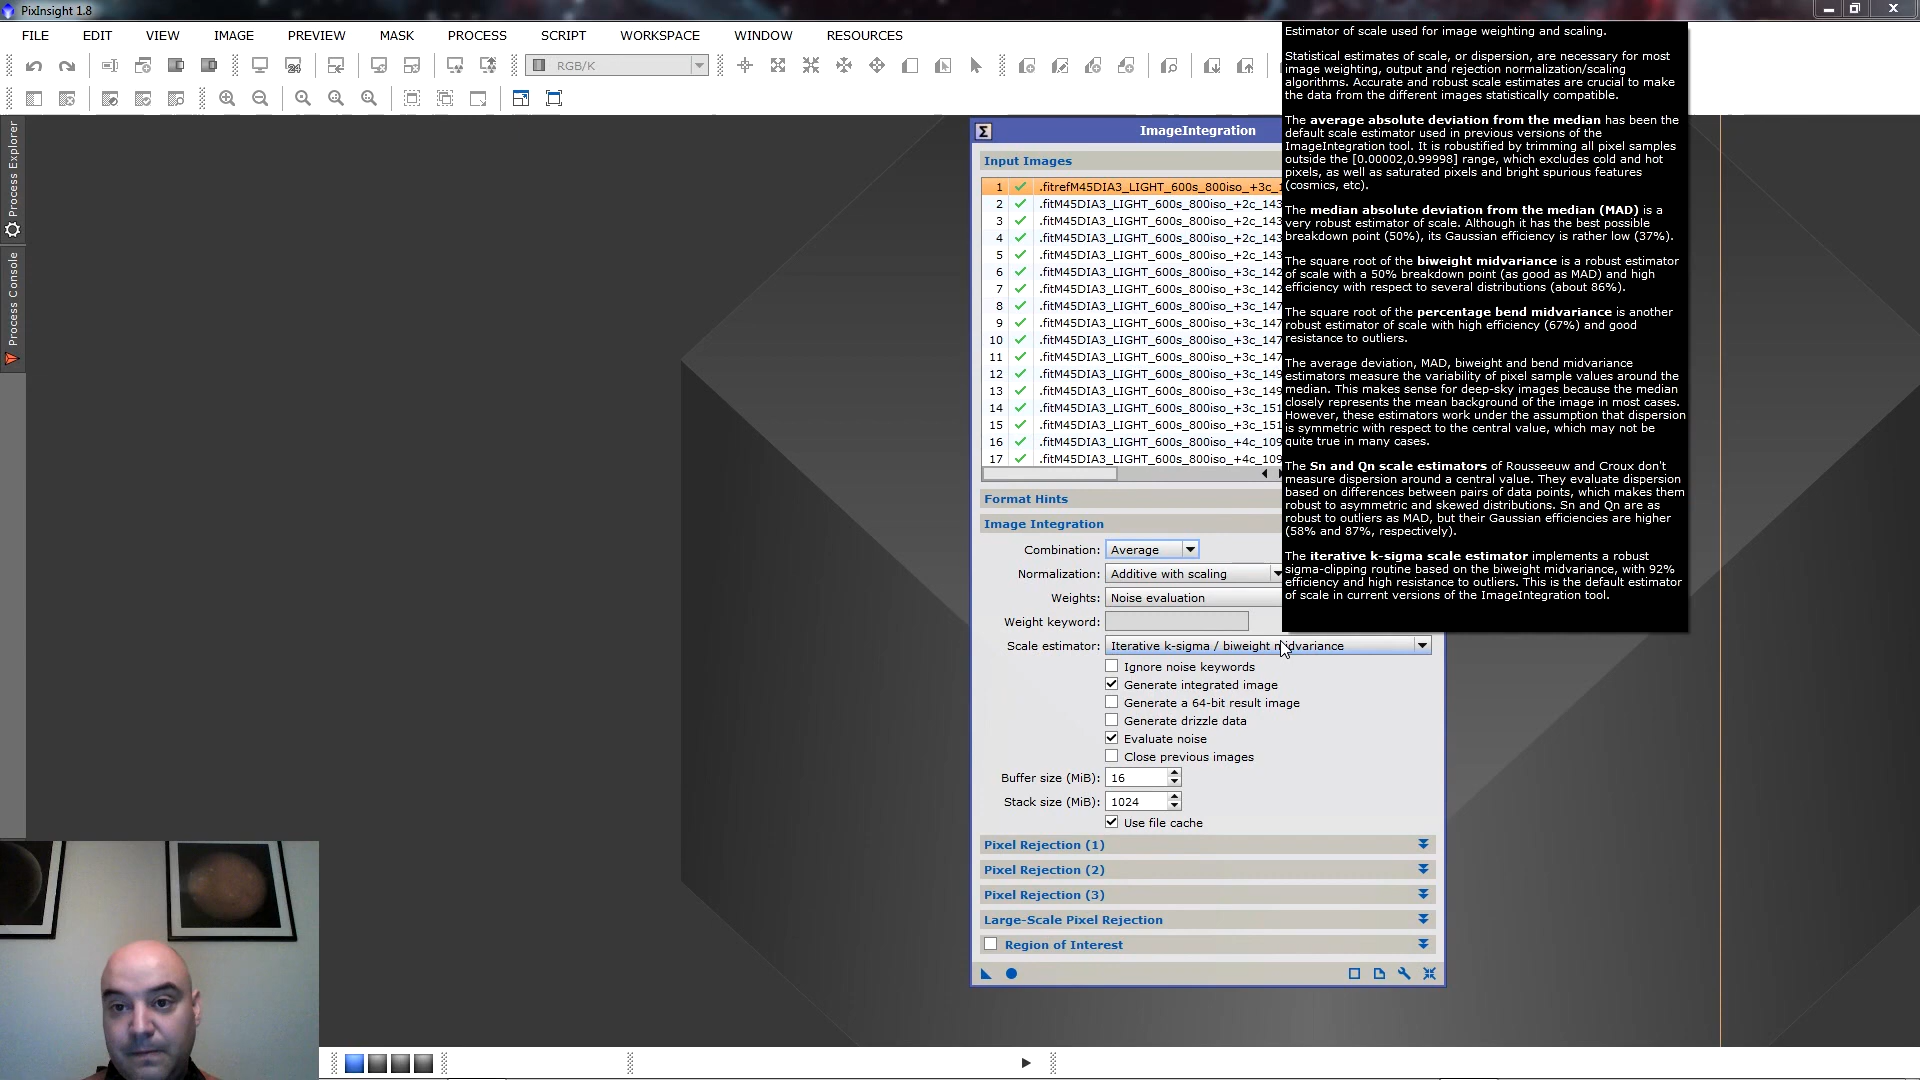 PixInsight 1.8
FILE EDIT VIEW IMAGE PREVIEW MASK PROCESS SCRIPT WORKSPACE WINDOW RESOURCES
RGB/K
Process Explorer
Process Console
ImageIntegration
Input Images
1 .fitrefM45DIA3_LIGHT_600s_800iso_+3c_1
2 .fitM45DIA3_LIGHT_600s_800iso_+2c_143
3 .fitM45DIA3_LIGHT_600s_800iso_+2c_143
4 .fitM45DIA3_LIGHT_600s_800iso_+2c_143
5 .fitM45DIA3_LIGHT_600s_800iso_+2c_143
6 .fitM45DIA3_LIGHT_600s_800iso_+3c_142
7 .fitM45DIA3_LIGHT_600s_800iso_+3c_142
8 .fitM45DIA3_LIGHT_600s_800iso_+3c_147
9 .fitM45DIA3_LIGHT_600s_800iso_+3c_147
10 .fitM45DIA3_LIGHT_600s_800iso_+3c_147
11 .fitM45DIA3_LIGHT_600s_800iso_+3c_147
12 .fitM45DIA3_LIGHT_600s_800iso_+3c_149
13 .fitM45DIA3_LIGHT_600s_800iso_+3c_149
14 .fitM45DIA3_LIGHT_600s_800iso_+3c_151
15 .fitM45DIA3_LIGHT_600s_800iso_+3c_151
16 .fitM45DIA3_LIGHT_600s_800iso_+4c_109
17 .fitM45DIA3_LIGHT_600s_800iso_+4c_109
Format Hints
Image Integration
Combination: Average
Normalization: Additive with scaling
Weights: Noise evaluation
Weight keyword:
Scale estimator: Iterative k-sigma / biweight midvariance
Ignore noise keywords
Generate integrated image
Generate a 64-bit result image
Generate drizzle data
Evaluate noise
Close previous images
Buffer size (MiB): 16
Stack size (MiB): 1024
Use file cache
Pixel Rejection (1)
Pixel Rejection (2)
Pixel Rejection (3)
Large-Scale Pixel Rejection
Region of Interest
Estimator of scale used for image weighting and scaling.
Statistical estimates of scale, or dispersion, are necessary for most
image weighting, output and rejection normalization/scaling
algorithms. Accurate and robust scale estimates are crucial to make
the data from the different images statistically compatible.
The average absolute deviation from the median has been the
default scale estimator used in previous versions of the
ImageIntegration tool. It is robustified by trimming all pixel samples
outside the [0.00002,0.99998] range, which excludes cold and hot
pixels, as well as saturated pixels and bright spurious features
(cosmics, etc).
The median absolute deviation from the median (MAD) is a
very robust estimator of scale. Although it has the best possible
breakdown point (50%), its Gaussian efficiency is rather low (37%).
The square root of the biweight midvariance is a robust estimator
of scale with a 50% breakdown point (as good as MAD) and high
efficiency with respect to several distributions (about 86%).
The square root of the percentage bend midvariance is another
robust estimator of scale with high efficiency (67%) and good
resistance to outliers.
The average deviation, MAD, biweight and bend midvariance
estimators measure the variability of pixel sample values around the
median. This makes sense for deep-sky images because the median
closely represents the mean background of the image in most cases.
However, these estimators work under the assumption that dispersion
is symmetric with respect to the central value, which may not be
quite true in many cases.
The Sn and Qn scale estimators of Rousseeuw and Croux don't
measure dispersion around a central value. They evaluate dispersion
based on differences between pairs of data points, which makes them
robust to asymmetric and skewed distributions. Sn and Qn are as
robust to outliers as MAD, but their Gaussian efficiencies are higher
(58% and 87%, respectively).
The iterative k-sigma scale estimator implements a robust
sigma-clipping routine based on the biweight midvariance, with 92%
efficiency and high resistance to outliers. This is the default estimator
of scale in current versions of the ImageIntegration tool.